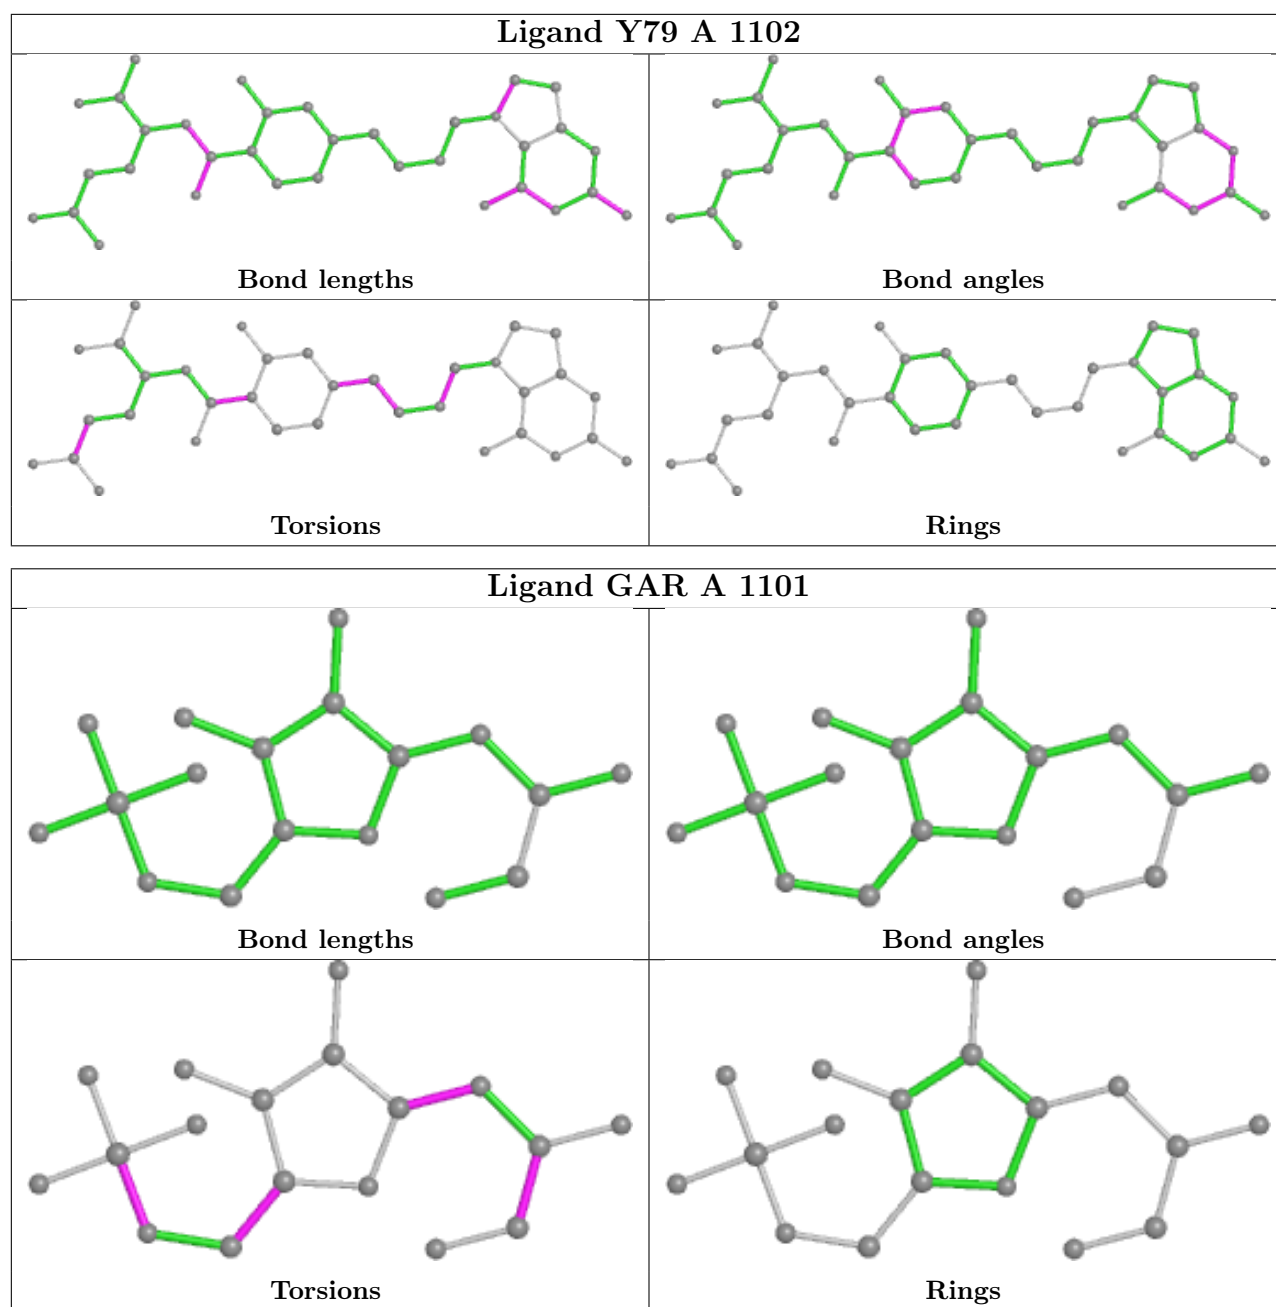 Ligand Y79 A 1102
Bond lengths
Bond angles
Torsions
Rings
Ligand GAR A 1101
Bond lengths
Bond angles
Torsions
Rings